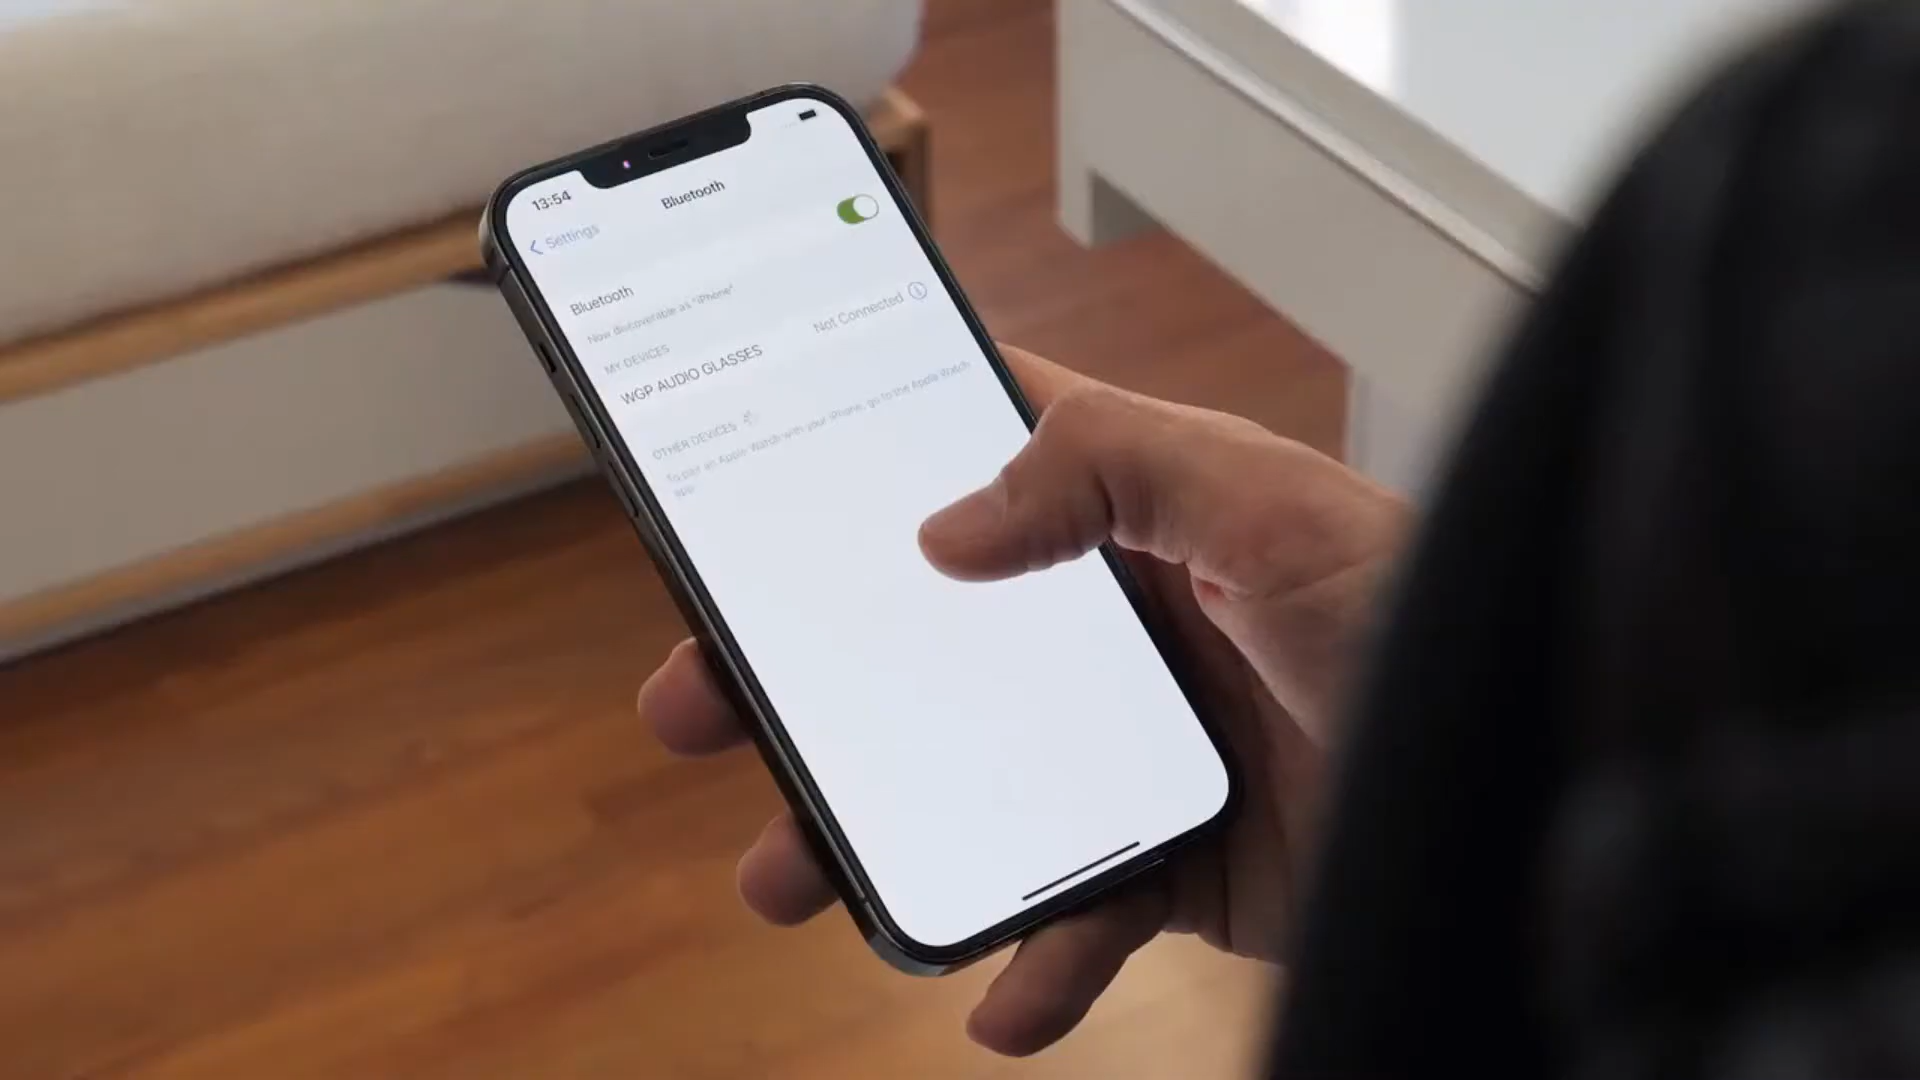 13:54
Settings
Bluetooth
Bluetooth
Now discoverable as "iPhone"
MY DEVICES
WGP AUDIO GLASSES Not Connected
OTHER DEVICES
To pair an Apple Watch with your iPhone, go to the Apple Watch
app.